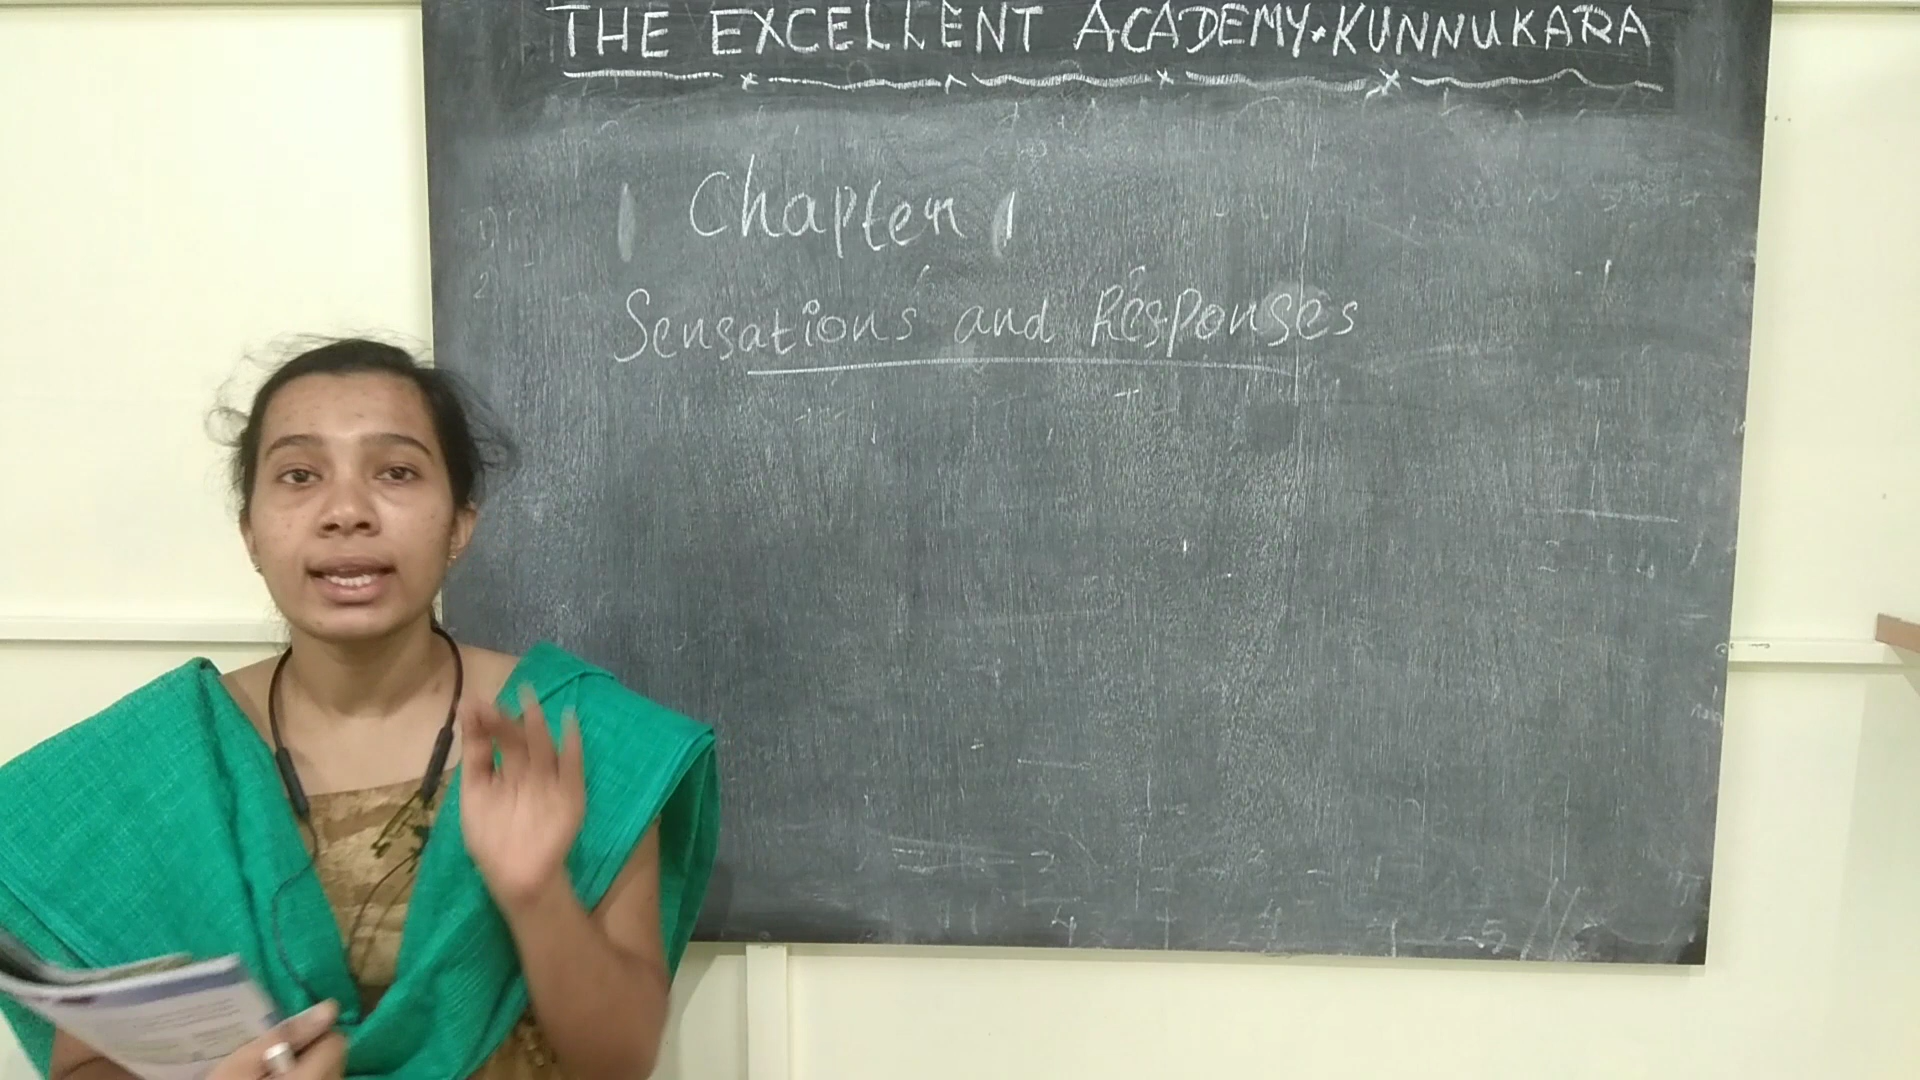 THE EXCELLENT ACADEMY•KUNNUKARA
Chapter 1
Sensations and Responses